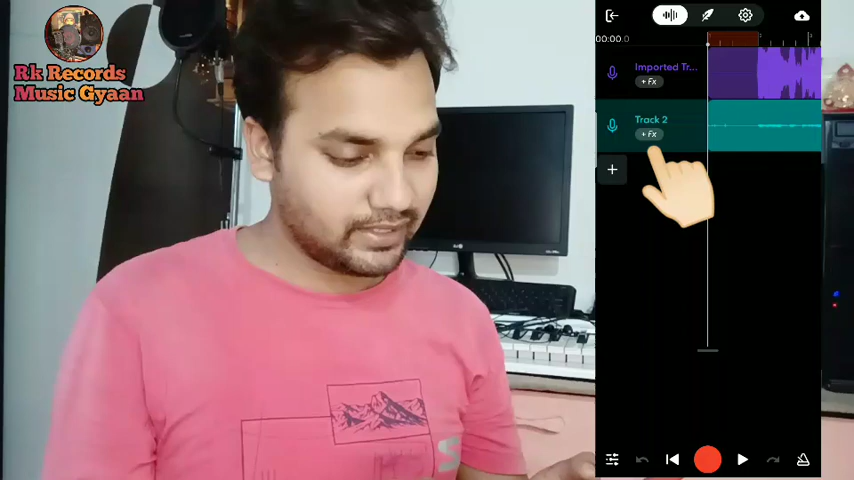 Rk Records
Music Gyaan
00:00.0
Imported Tr...
+ Fx
Track 2
+ Fx